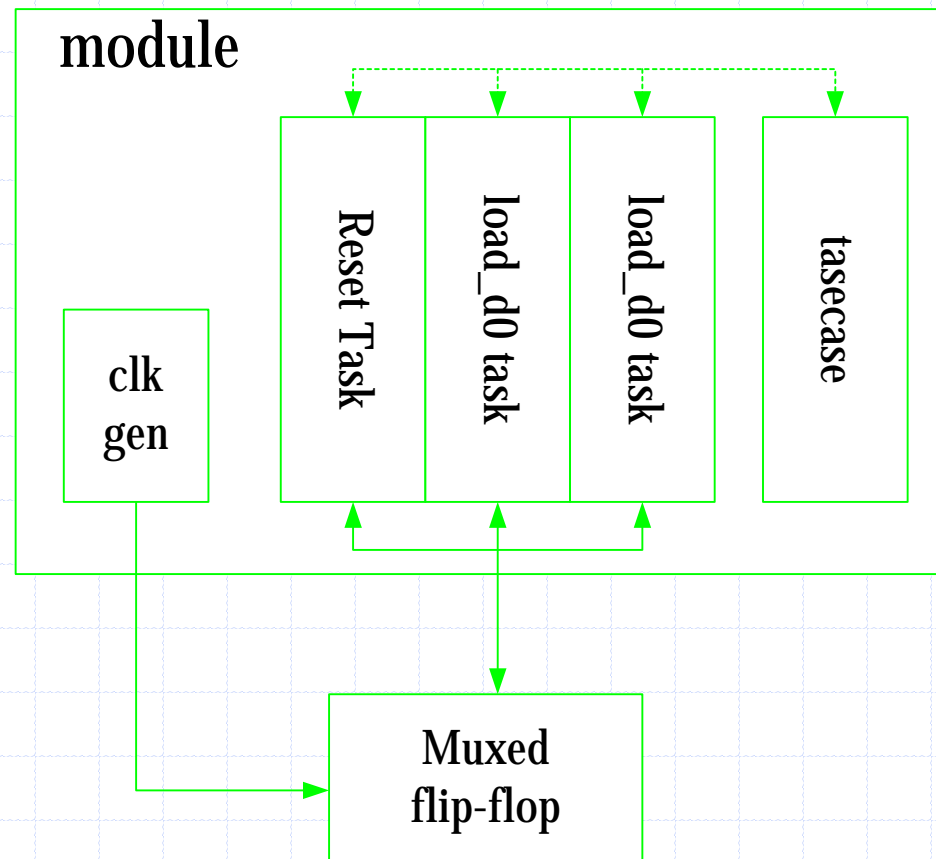 module
Reset Task
load_d0 task
load_d0 task
tasecase
clk
gen
Muxed
flip-flop